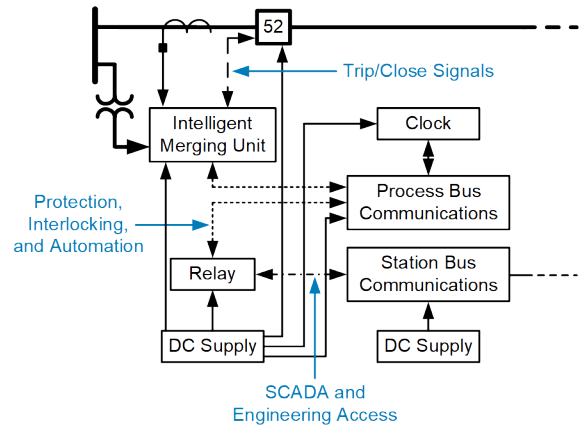 52
Trip/Close Signals
Intelligent
Merging Unit
Clock
Protection,
Interlocking,
and Automation
Process Bus
Communications
Relay
Station Bus
Communications
DC Supply
DC Supply
SCADA and
Engineering Access